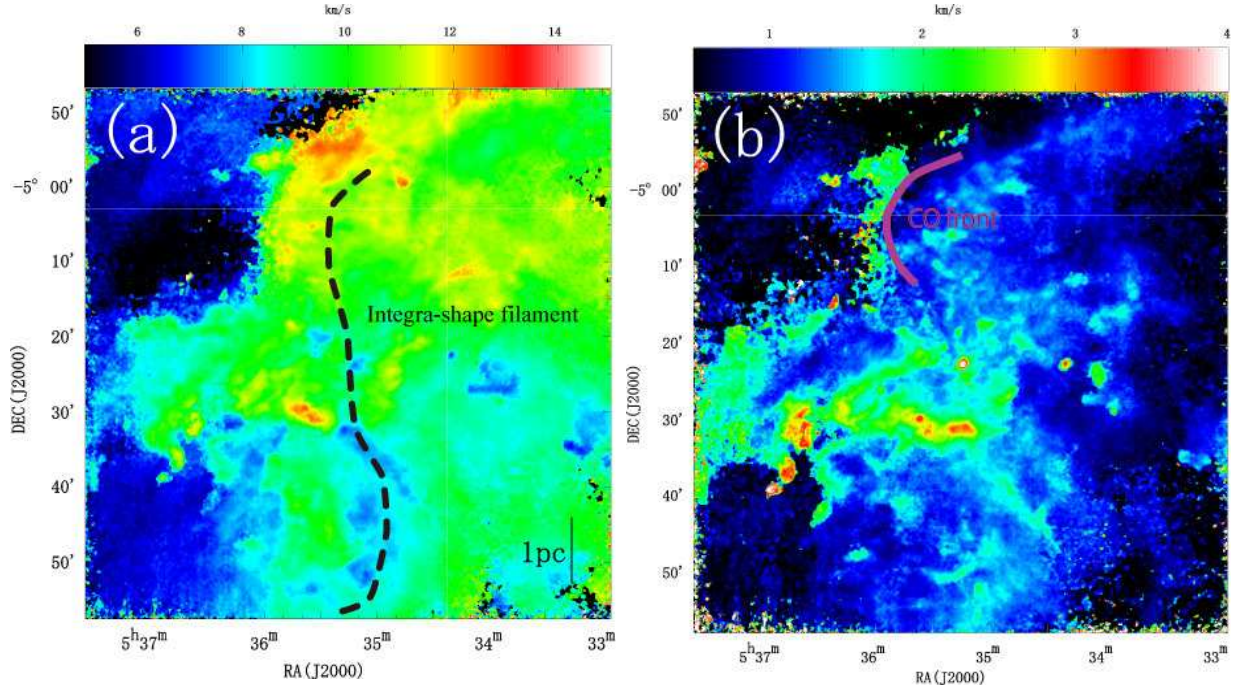 km/s
6 8 10 12 14
(a)
50'
-5° 00'
10'
20'
30'
40'
50'
DEC(J2000)
Integra-shape filament
1pc
5ʰ37ᵐ 36ᵐ 35ᵐ 34ᵐ 33ᵐ
RA(J2000)
km/s
1 2 3 4
(b)
50'
-5° 00'
10'
20'
30'
40'
50'
DEC(J2000)
CO front
5ʰ37ᵐ 36ᵐ 35ᵐ 34ᵐ 33ᵐ
RA(J2000)